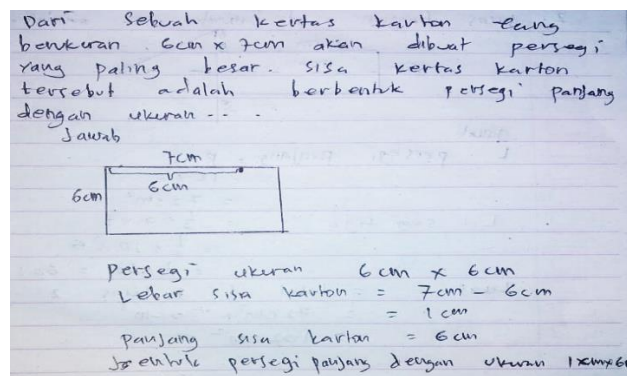 Dari sebuah kertas karton yang
berukuran 6cm x 7cm akan dibuat persegi
yang paling besar. sisa kertas karton
tersebut adalah berbentuk persegi panjang
dengan ukuran - - -
Jawab
7cm
6cm
6cm
Persegi ukuran 6 cm x 6 cm
Lebar sisa karton = 7cm - 6cm
= 1 cm
panjang sisa karton = 6 cm
persegi panjang dengan ukuran